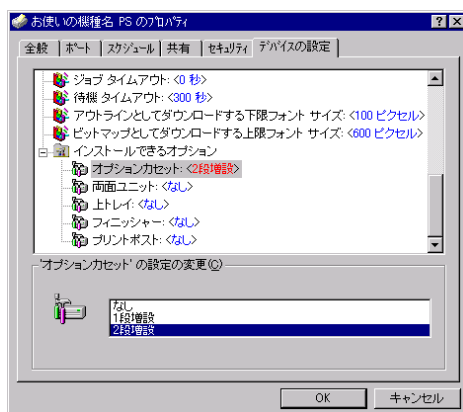 お使いの機種名 PS のプロパティ
全般 ポート スケジュール 共有 セキュリティ デバイスの設定
ジョブ タイムアウト: <0 秒>
待機 タイムアウト: <300 秒>
アウトラインとしてダウンロードする下限フォント サイズ: <100 ピクセル>
ビットマップとしてダウンロードする上限フォント サイズ: <600 ピクセル>
インストールできるオプション
オプションカセット: <2段増設>
両面ユニット: <なし>
上トレイ: <なし>
フィニッシャー: <なし>
プリントポスト: <なし>
'オプションカセット' の設定の変更(C)
なし
1段増設
2段増設
OK キャンセル